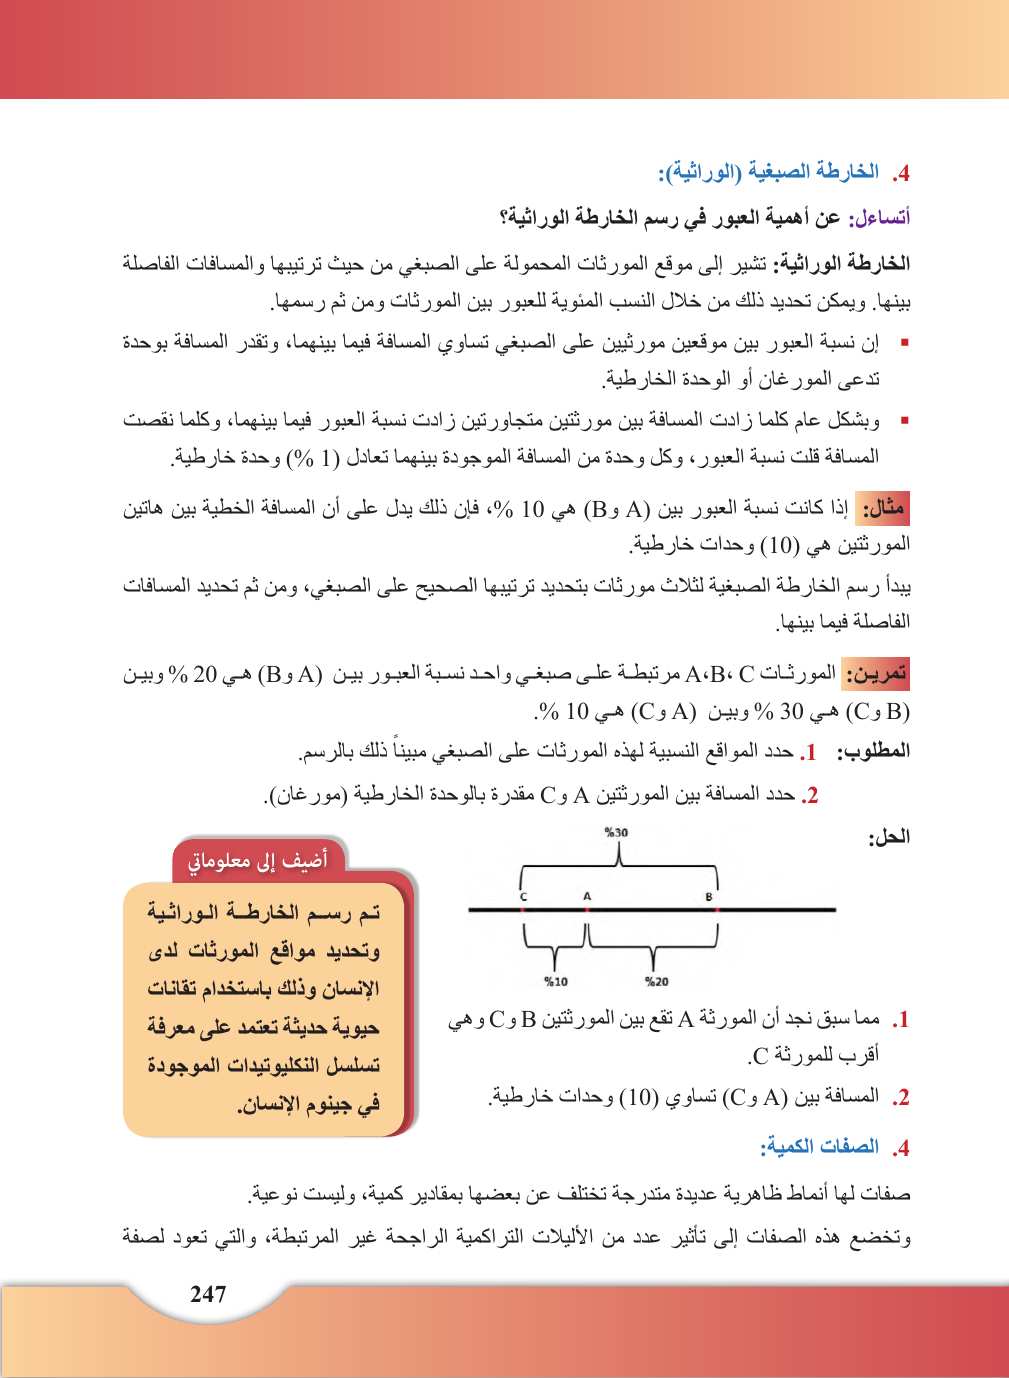 4. الخارطة الصبغية (الوراثية):
أتساءل: عن أهمية العبور في رسم الخارطة الوراثية؟
الخارطة الوراثية: تشير إلى موقع المورثات المحمولة على الصبغي من حيث ترتيبها والمسافات الفاصلة
بينها. ويمكن تحديد ذلك من خلال النسب المئوية للعبور بين المورثات ومن ثم رسمها.
▪ إن نسبة العبور بين موقعين مورثيين على الصبغي تساوي المسافة فيما بينهما، وتقدر المسافة بوحدة
تدعى المورغان أو الوحدة الخارطية.
▪ وبشكل عام كلما زادت المسافة بين مورثتين متجاورتين زادت نسبة العبور فيما بينهما، وكلما نقصت
المسافة قلت نسبة العبور، وكل وحدة من المسافة الموجودة بينهما تعادل (1 %) وحدة خارطية.
مثال: إذا كانت نسبة العبور بين (A وB) هي 10 %، فإن ذلك يدل على أن المسافة الخطية بين هاتين
المورثتين هي (10) وحدات خارطية.
يبدأ رسم الخارطة الصبغية لثلاث مورثات بتحديد ترتيبها الصحيح على الصبغي، ومن ثم تحديد المسافات
الفاصلة فيما بينها.
تمرين: المورثات A،B، C مرتبطة على صبغي واحد نسبة العبور بين (A وB) هي 20 % وبين
(B وC) هي 30 % وبين (A وC) هي 10 %.
المطلوب: 1. حدد المواقع النسبية لهذه المورثات على الصبغي مبيناً ذلك بالرسم.
2. حدد المسافة بين المورثتين A وC مقدرة بالوحدة الخارطية (مورغان).
الحل:
%30
C A B
%10 %20
1. مما سبق نجد أن المورثة A تقع بين المورثتين B وC وهي
أقرب للمورثة C.
2. المسافة بين (A وC) تساوي (10) وحدات خارطية.
أضيف إلى معلوماتي
تم رسم الخارطة الوراثية
وتحديد مواقع المورثات لدى
الإنسان وذلك باستخدام تقانات
حيوية حديثة تعتمد على معرفة
تسلسل النكليوتيدات الموجودة
في جينوم الإنسان.
4. الصفات الكمية:
صفات لها أنماط ظاهرية عديدة متدرجة تختلف عن بعضها بمقادير كمية، وليست نوعية.
وتخضع هذه الصفات إلى تأثير عدد من الأليلات التراكمية الراجحة غير المرتبطة، والتي تعود لصفة
247